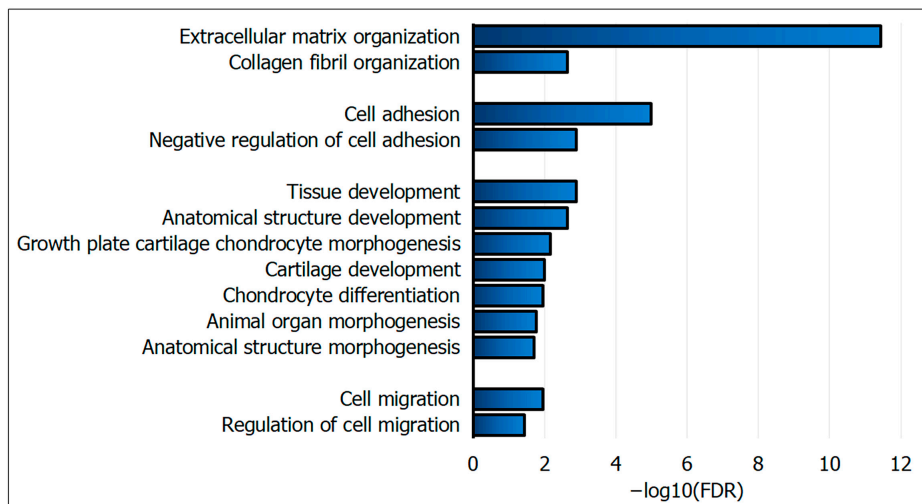 Extracellular matrix organization
Collagen fibril organization
Cell adhesion
Negative regulation of cell adhesion
Tissue development
Anatomical structure development
Growth plate cartilage chondrocyte morphogenesis
Cartilage development
Chondrocyte differentiation
Animal organ morphogenesis
Anatomical structure morphogenesis
Cell migration
Regulation of cell migration
0 2 4 6 8 10 12
−log10(FDR)